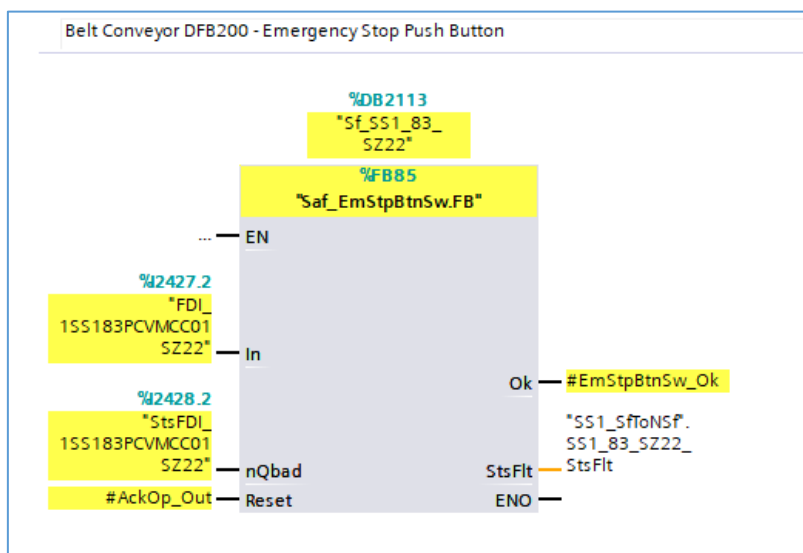 Belt Conveyor DFB200 - Emergency Stop Push Button
%DB2113
"Sf_SS1_83_
SZ22"
%FB85
"Saf_EmStpBtnSw.FB"
... EN
%I2427.2
"FDI_
1SS183PCVMCC01
SZ22"
In
Ok
#EmStpBtnSw_Ok
%I2428.2
"StsFDI_
1SS183PCVMCC01
SZ22"
nQbad
"SS1_SfToNSf".
SS1_83_SZ22_
StsFlt
StsFlt
#AckOp_Out
Reset
ENO